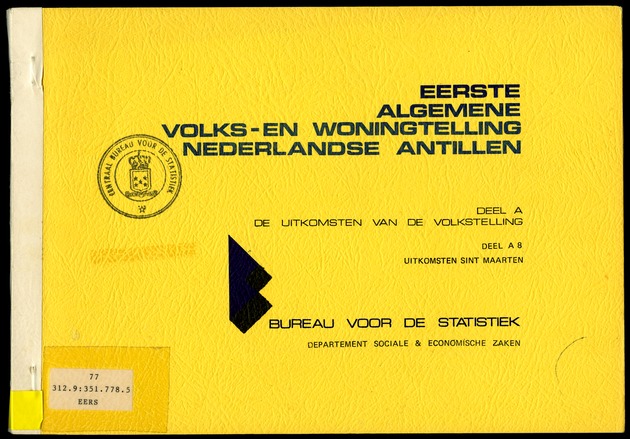 EERSTE
ALGEMENE
VOLKS-EN WONINGTELLING
NEDERLANDSE ANTILLEN
CENTRAAL BUREAU VOOR DE STATISTIEK
DEEL A
DE UITKOMSTEN VAN DE VOLKSTELLING
DEEL A 8
UITKOMSTEN SINT MAARTEN
BUREAU VOOR DE STATISTIEK
DEPARTEMENT SOCIALE & ECONOMISCHE ZAKEN
77
312.9:351.778.5
EERS